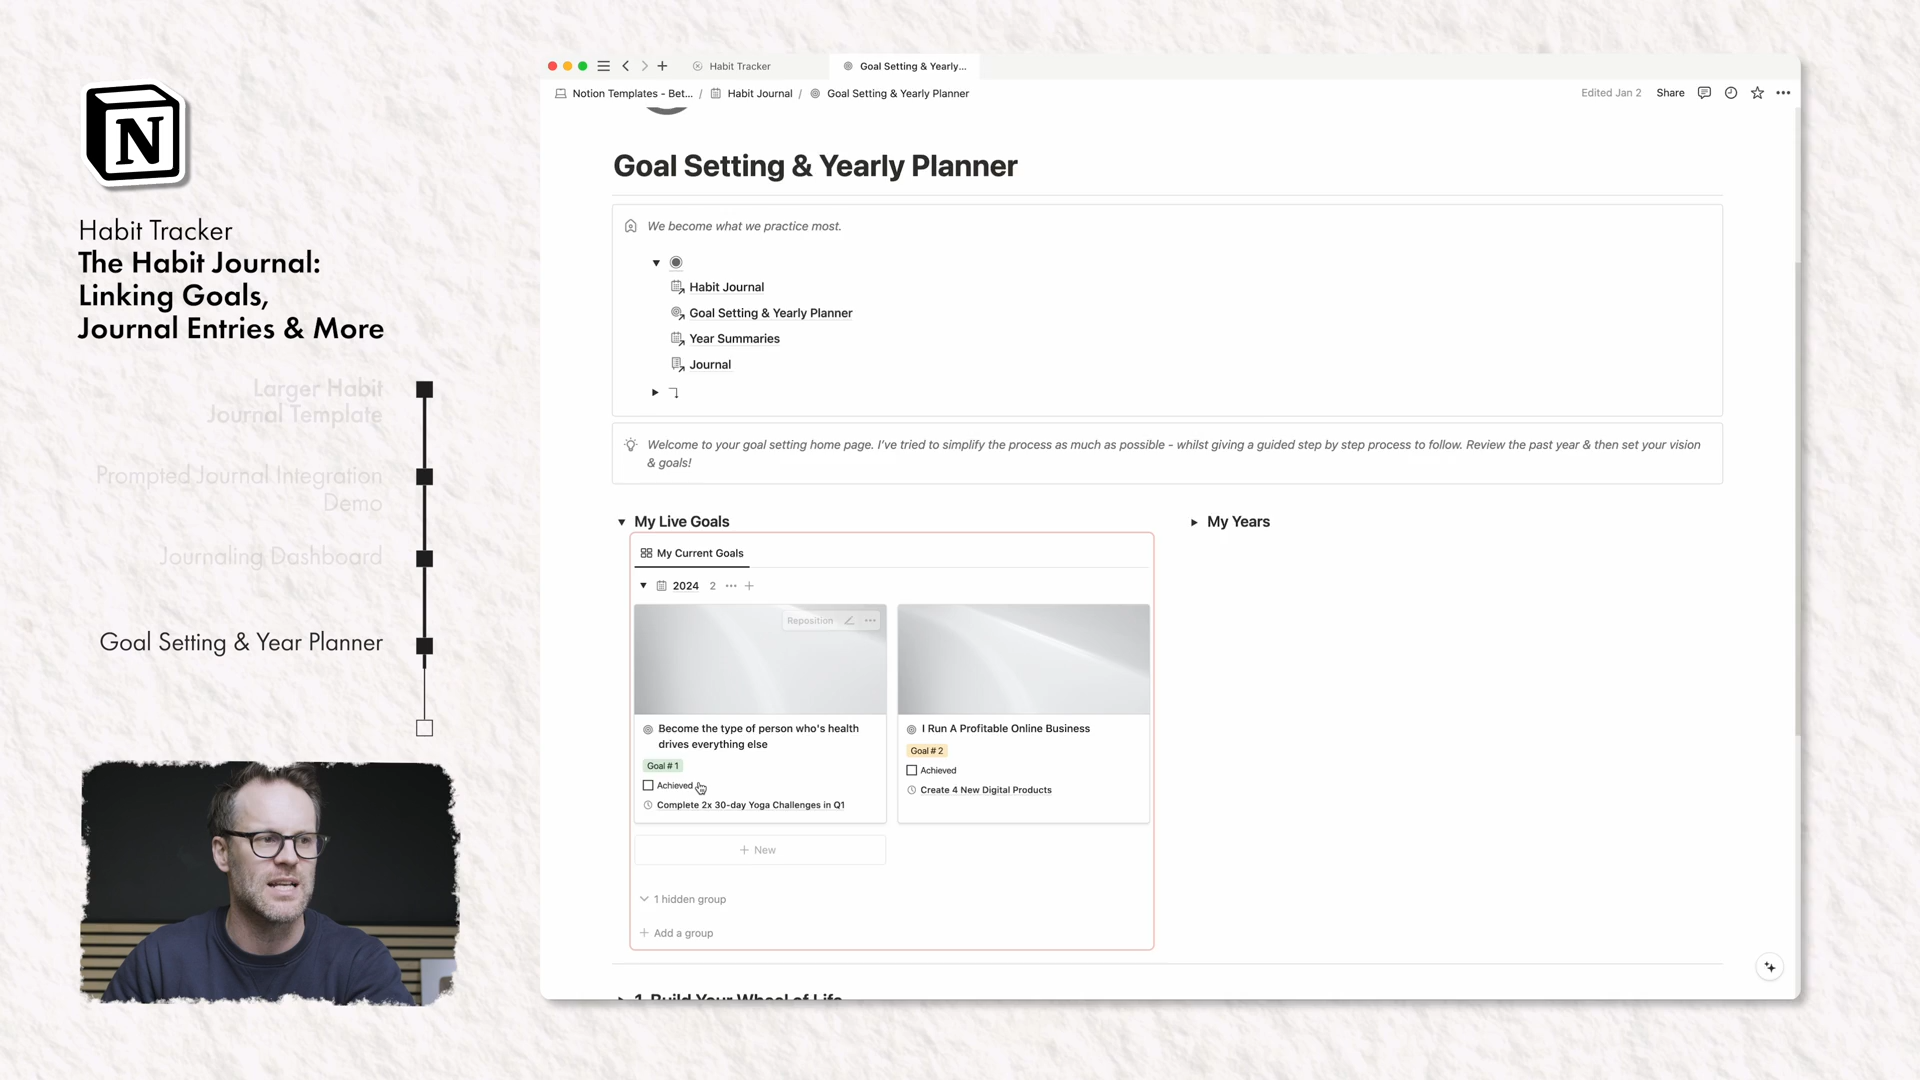 N
Habit Tracker
The Habit Journal:
Linking Goals,
Journal Entries & More
Larger Habit
Journal Template
Prompted Journal Integration
Demo
Journaling Dashboard
Goal Setting & Year Planner
Habit Tracker
Goal Setting & Yearly...
Notion Templates - Bet... / Habit Journal / Goal Setting & Yearly Planner
Edited Jan 2 Share
Goal Setting & Yearly Planner
We become what we practice most.
Habit Journal
Goal Setting & Yearly Planner
Year Summaries
Journal
Welcome to your goal setting home page. I've tried to simplify the process as much as possible - whilst giving a guided step by step process to follow. Review the past year & then set your vision
& goals!
My Live Goals
My Current Goals
2024 2
Reposition
Become the type of person who's health
drives everything else
Goal # 1
Achieved
Complete 2x 30-day Yoga Challenges in Q1
I Run A Profitable Online Business
Goal # 2
Achieved
Create 4 New Digital Products
+ New
1 hidden group
+ Add a group
My Years
1. Build Your Wheel of Life